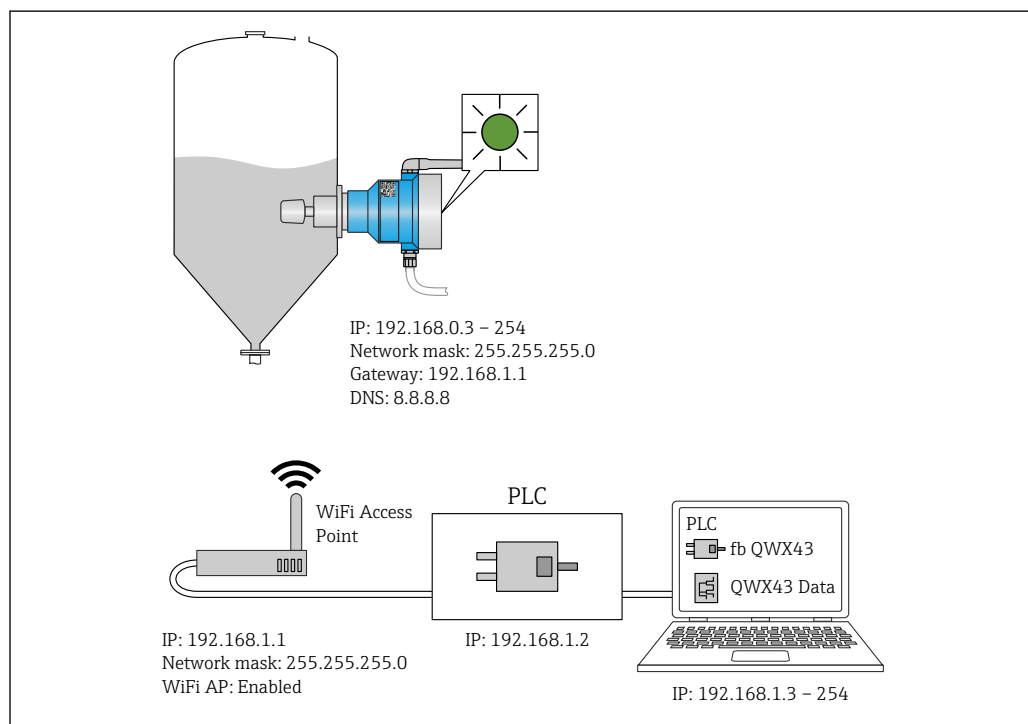 IP: 192.168.0.3 – 254
Network mask: 255.255.255.0
Gateway: 192.168.1.1
DNS: 8.8.8.8
WiFi Access
Point
PLC
PLC
fb QWX43
QWX43 Data
IP: 192.168.1.1
Network mask: 255.255.255.0
WiFi AP: Enabled
IP: 192.168.1.2
IP: 192.168.1.3 – 254